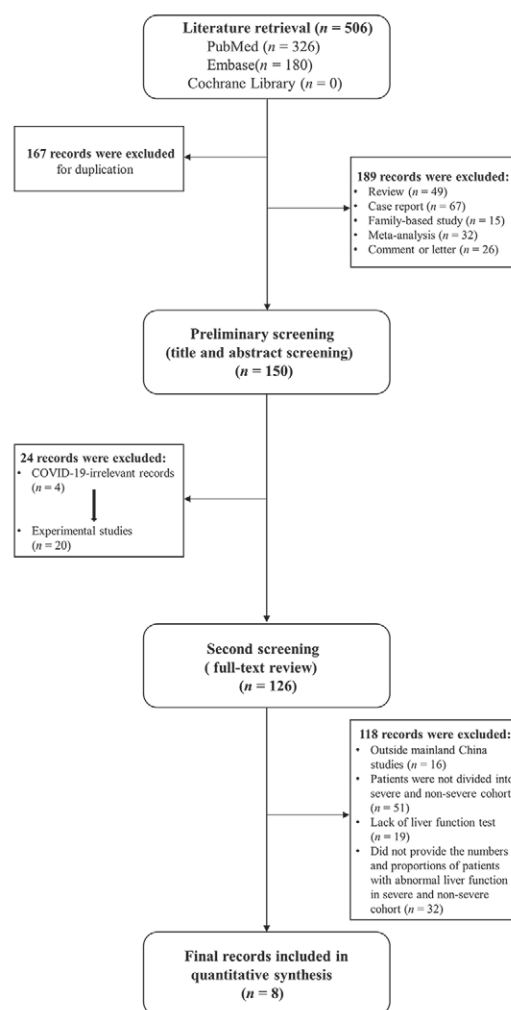 Literature retrieval (n = 506)
PubMed (n = 326)
Embase(n = 180)
Cochrane Library (n = 0)
167 records were excluded
for duplication
189 records were excluded:
• Review (n = 49)
• Case report (n = 67)
• Family-based study (n = 15)
• Meta-analysis (n = 32)
• Comment or letter (n = 26)
Preliminary screening
(title and abstract screening)
(n = 150)
24 records were excluded:
• COVID-19-irrelevant records
(n = 4)
• Experimental studies
(n = 20)
Second screening
( full-text review)
(n = 126)
118 records were excluded:
• Outside mainland China
studies (n = 16)
• Patients were not divided into
severe and non-severe cohort
(n = 51)
• Lack of liver function test
(n = 19)
• Did not provide the numbers
and proportions of patients
with abnormal liver function
in severe and non-severe
cohort (n = 32)
Final records included in
quantitative synthesis
(n = 8)